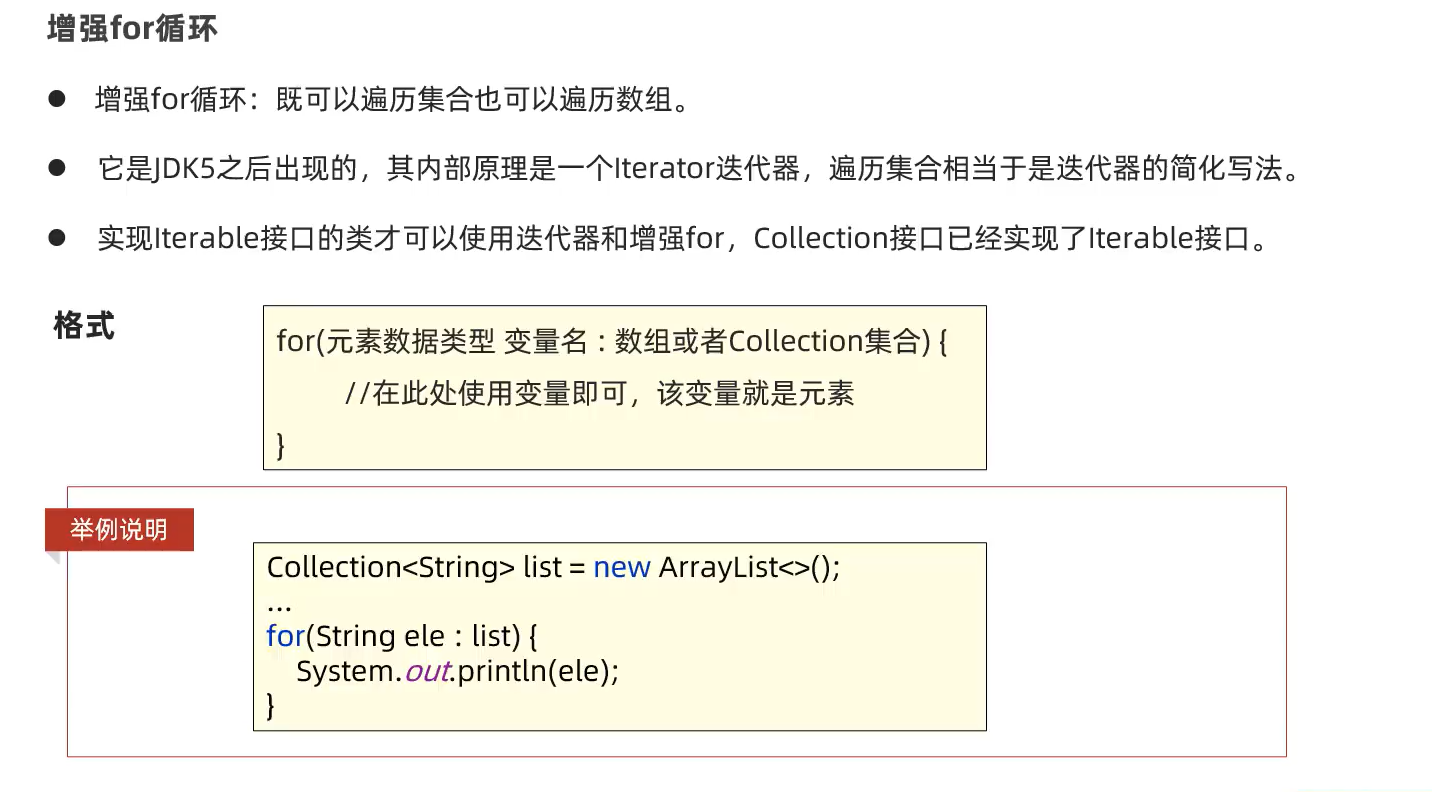 增强for循环
● 增强for循环：既可以遍历集合也可以遍历数组。
● 它是JDK5之后出现的，其内部原理是一个Iterator迭代器，遍历集合相当于是迭代器的简化写法。
● 实现Iterable接口的类才可以使用迭代器和增强for，Collection接口已经实现了Iterable接口。
格式
for(元素数据类型 变量名 : 数组或者Collection集合) {
//在此处使用变量即可，该变量就是元素
}
举例说明
Collection<String> list = new ArrayList<>();
...
for(String ele : list) {
System.out.println(ele);
}